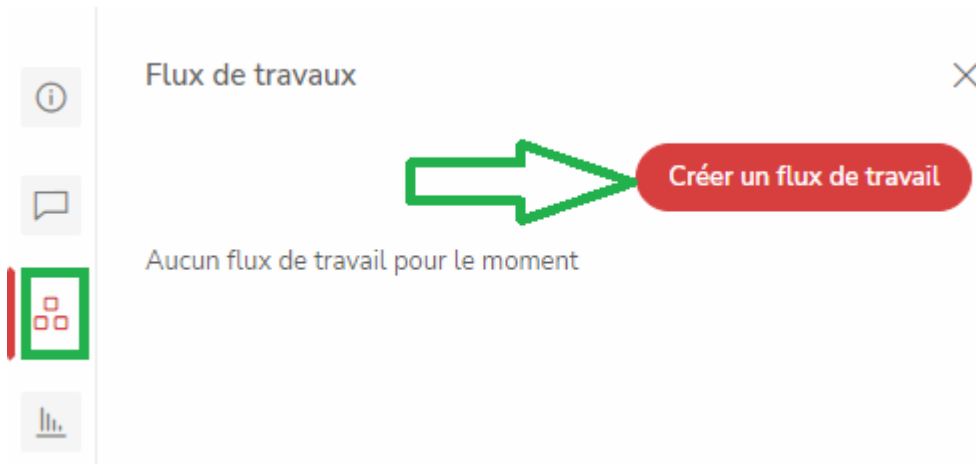 Flux de travaux
Créer un flux de travail
Aucun flux de travail pour le moment